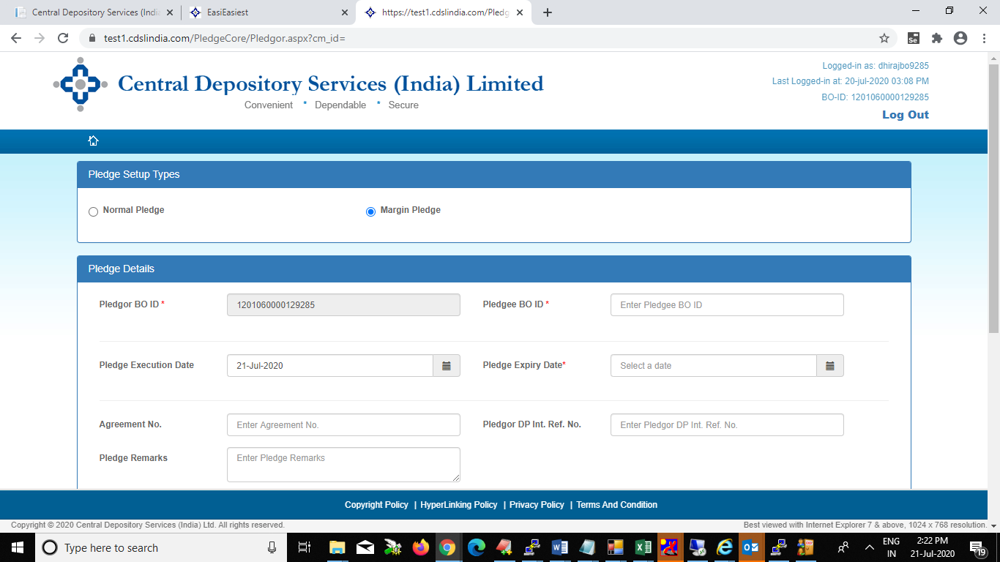 Central Depository Services (India
EasiEasiest
https://test1.cdslindia.com/Pledg
test1.cdslindia.com/PledgeCore/Pledgor.aspx?cm_id=
Se
Central Depository Services (India) Limited
Convenient * Dependable * Secure
Logged-in as: dhirajbo9285
Last Logged-in at: 20-jul-2020 03:08 PM
BO-ID: 1201060000129285
Log Out
Pledge Setup Types
Normal Pledge
Margin Pledge
Pledge Details
Pledgor BO ID *
1201060000129285
Pledgee BO ID *
Enter Pledgee BO ID
Pledge Execution Date
21-Jul-2020
Pledge Expiry Date*
Select a date
Agreement No.
Enter Agreement No.
Pledgor DP Int. Ref. No.
Enter Pledgor DP Int. Ref. No.
Pledge Remarks
Enter Pledge Remarks
Copyright Policy | HyperLinking Policy | Privacy Policy | Terms And Condition
Copyright © 2020 Central Depository Services (India) Ltd. All rights reserved.
Best viewed with Internet Explorer 7 & above, 1024 x 768 resolution.
Type here to search
ENG
IN
2:22 PM
21-Jul-2020
19